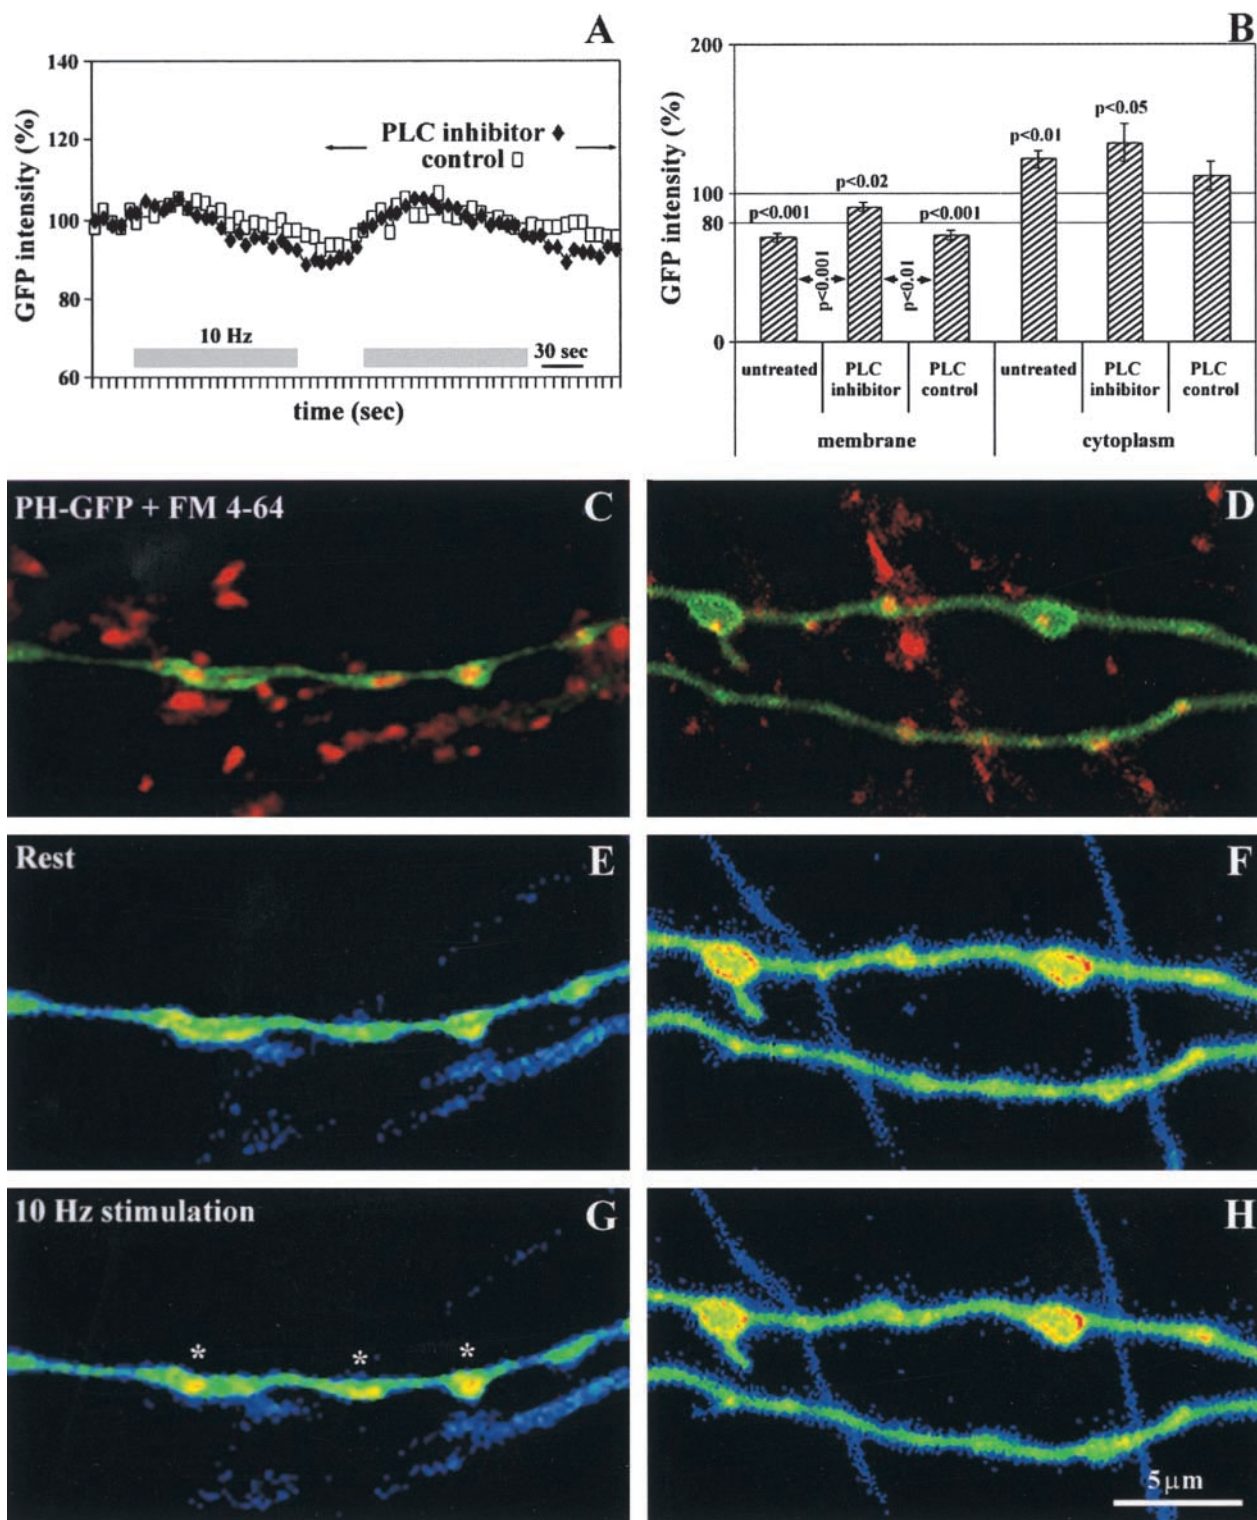 A
140
120
100
80
60
GFP intensity (%)
PLC inhibitor
control
10 Hz
30 sec
time (sec)
B
200
100
80
0
GFP intensity (%)
p<0.001
p<0.02
p<0.001
p<0.01
p<0.05
p<0.001
p<0.01
untreated
PLC
inhibitor
PLC
control
untreated
PLC
inhibitor
PLC
control
membrane
cytoplasm
PH-GFP + FM 4-64
C
D
Rest
E
F
10 Hz stimulation
G
* * *
H
5 μm